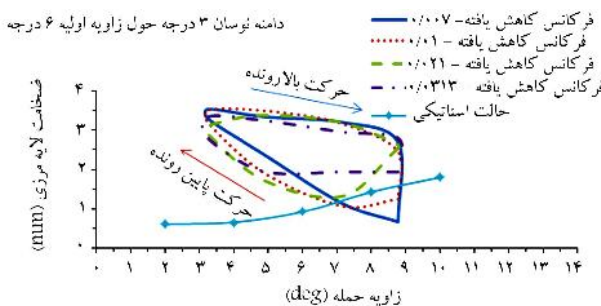 دامنه نوسان ۳ درجه حول زاویه اولیه ۶ درجه
فرکانس کاهش یافته– ۰/۰۰۷
فرکانس کاهش یافته – ۰/۰۱
فرکانس کاهش یافته – ۰/۰۲۱
فرکانس کاهش یافته – ۰/۰۳۱۳
حالت استاتیکی
حرکت بالارونده
حرکت پایین رونده
ضخامت لایه مرزی (mm)
۴
۳
۲
۱
۰
۰ ۱ ۲ ۳ ۴ ۵ ۶ ۷ ۸ ۹ ۱۰ ۱۱ ۱۲ ۱۳ ۱۴
زاویه حمله (deg)